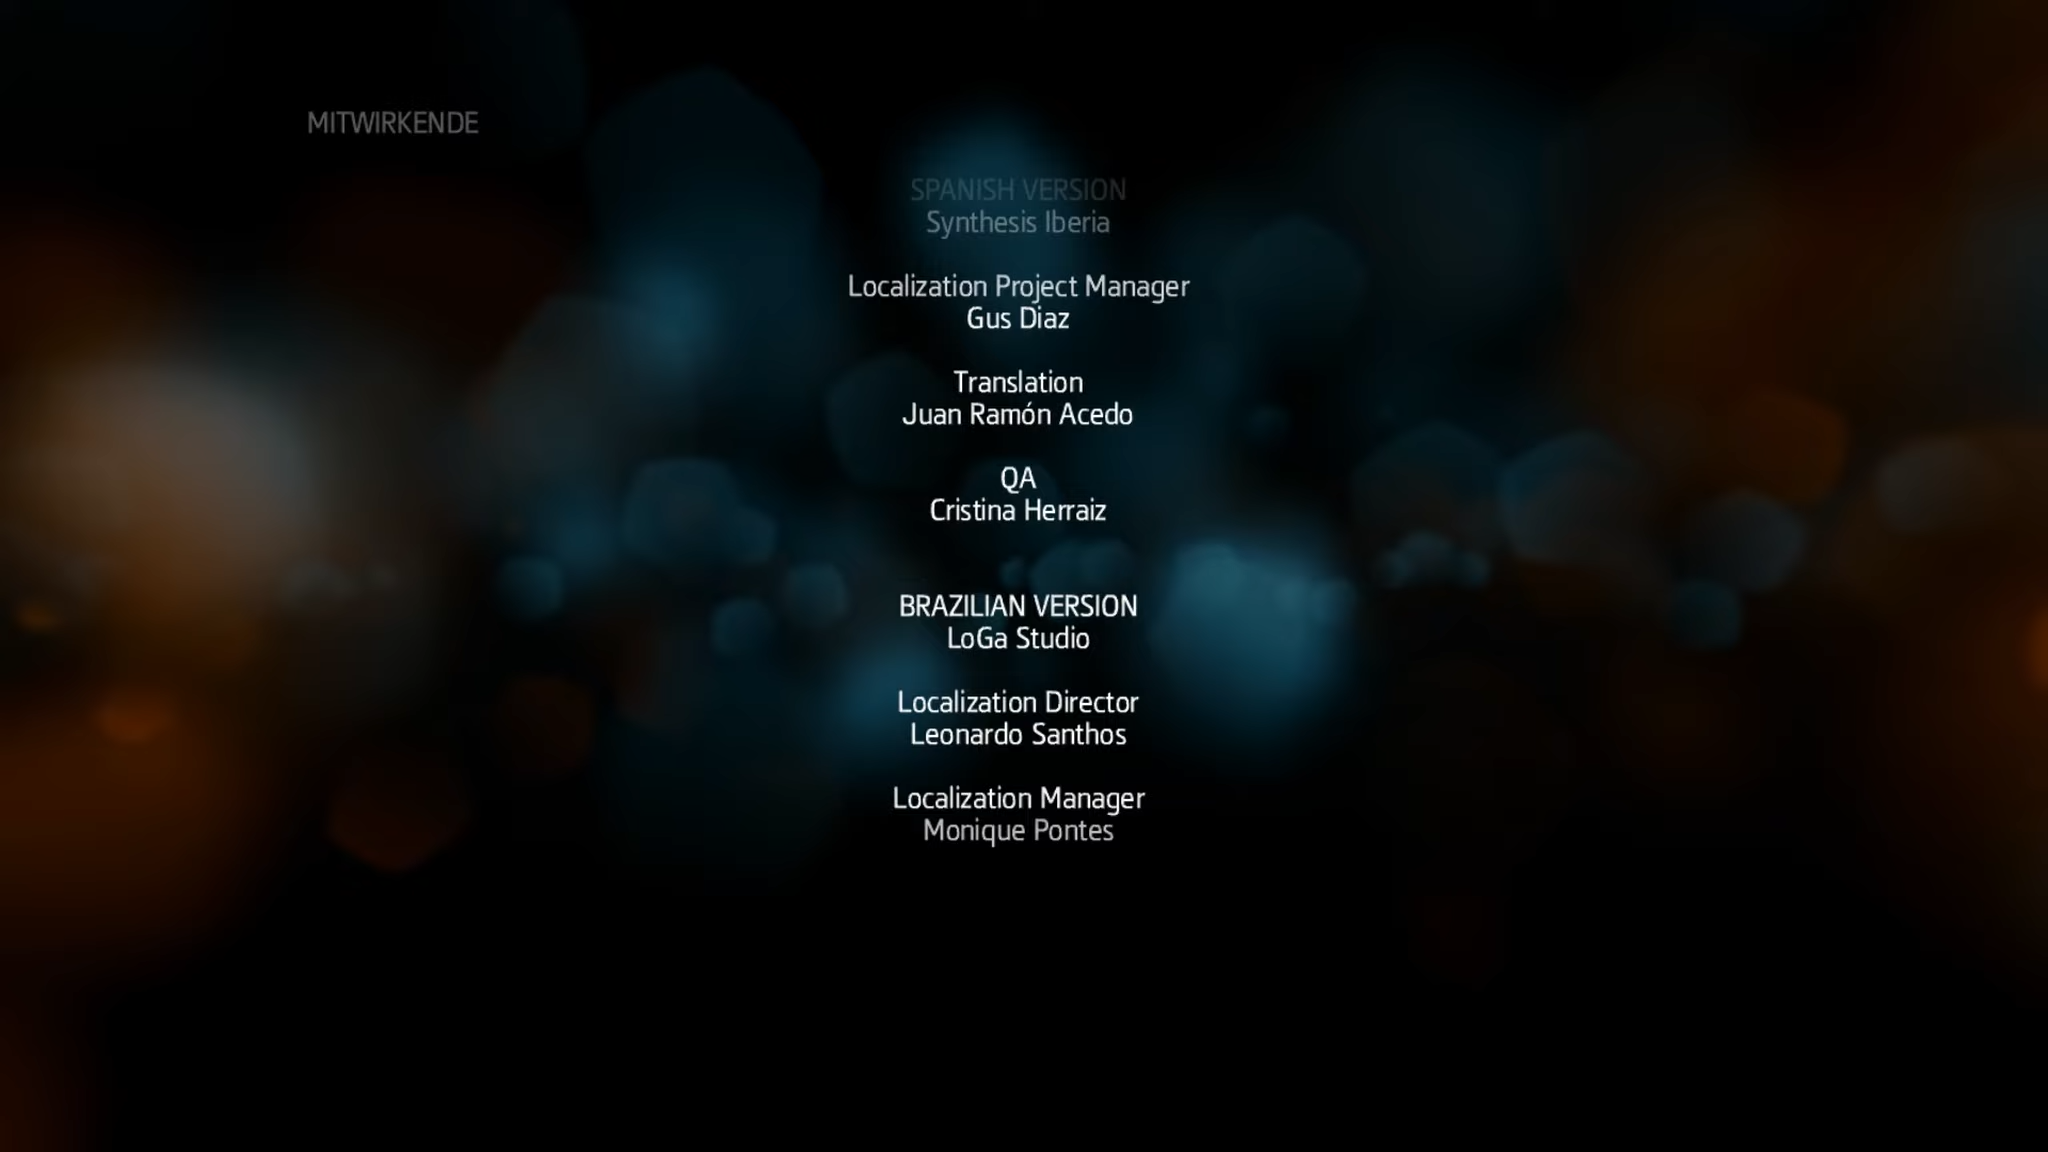 MITWIRKENDE
SPANISH VERSION
Synthesis Iberia
Localization Project Manager
Gus Diaz
Translation
Juan Ramón Acedo
QA
Cristina Herraiz
BRAZILIAN VERSION
LoGa Studio
Localization Director
Leonardo Santhos
Localization Manager
Monique Pontes